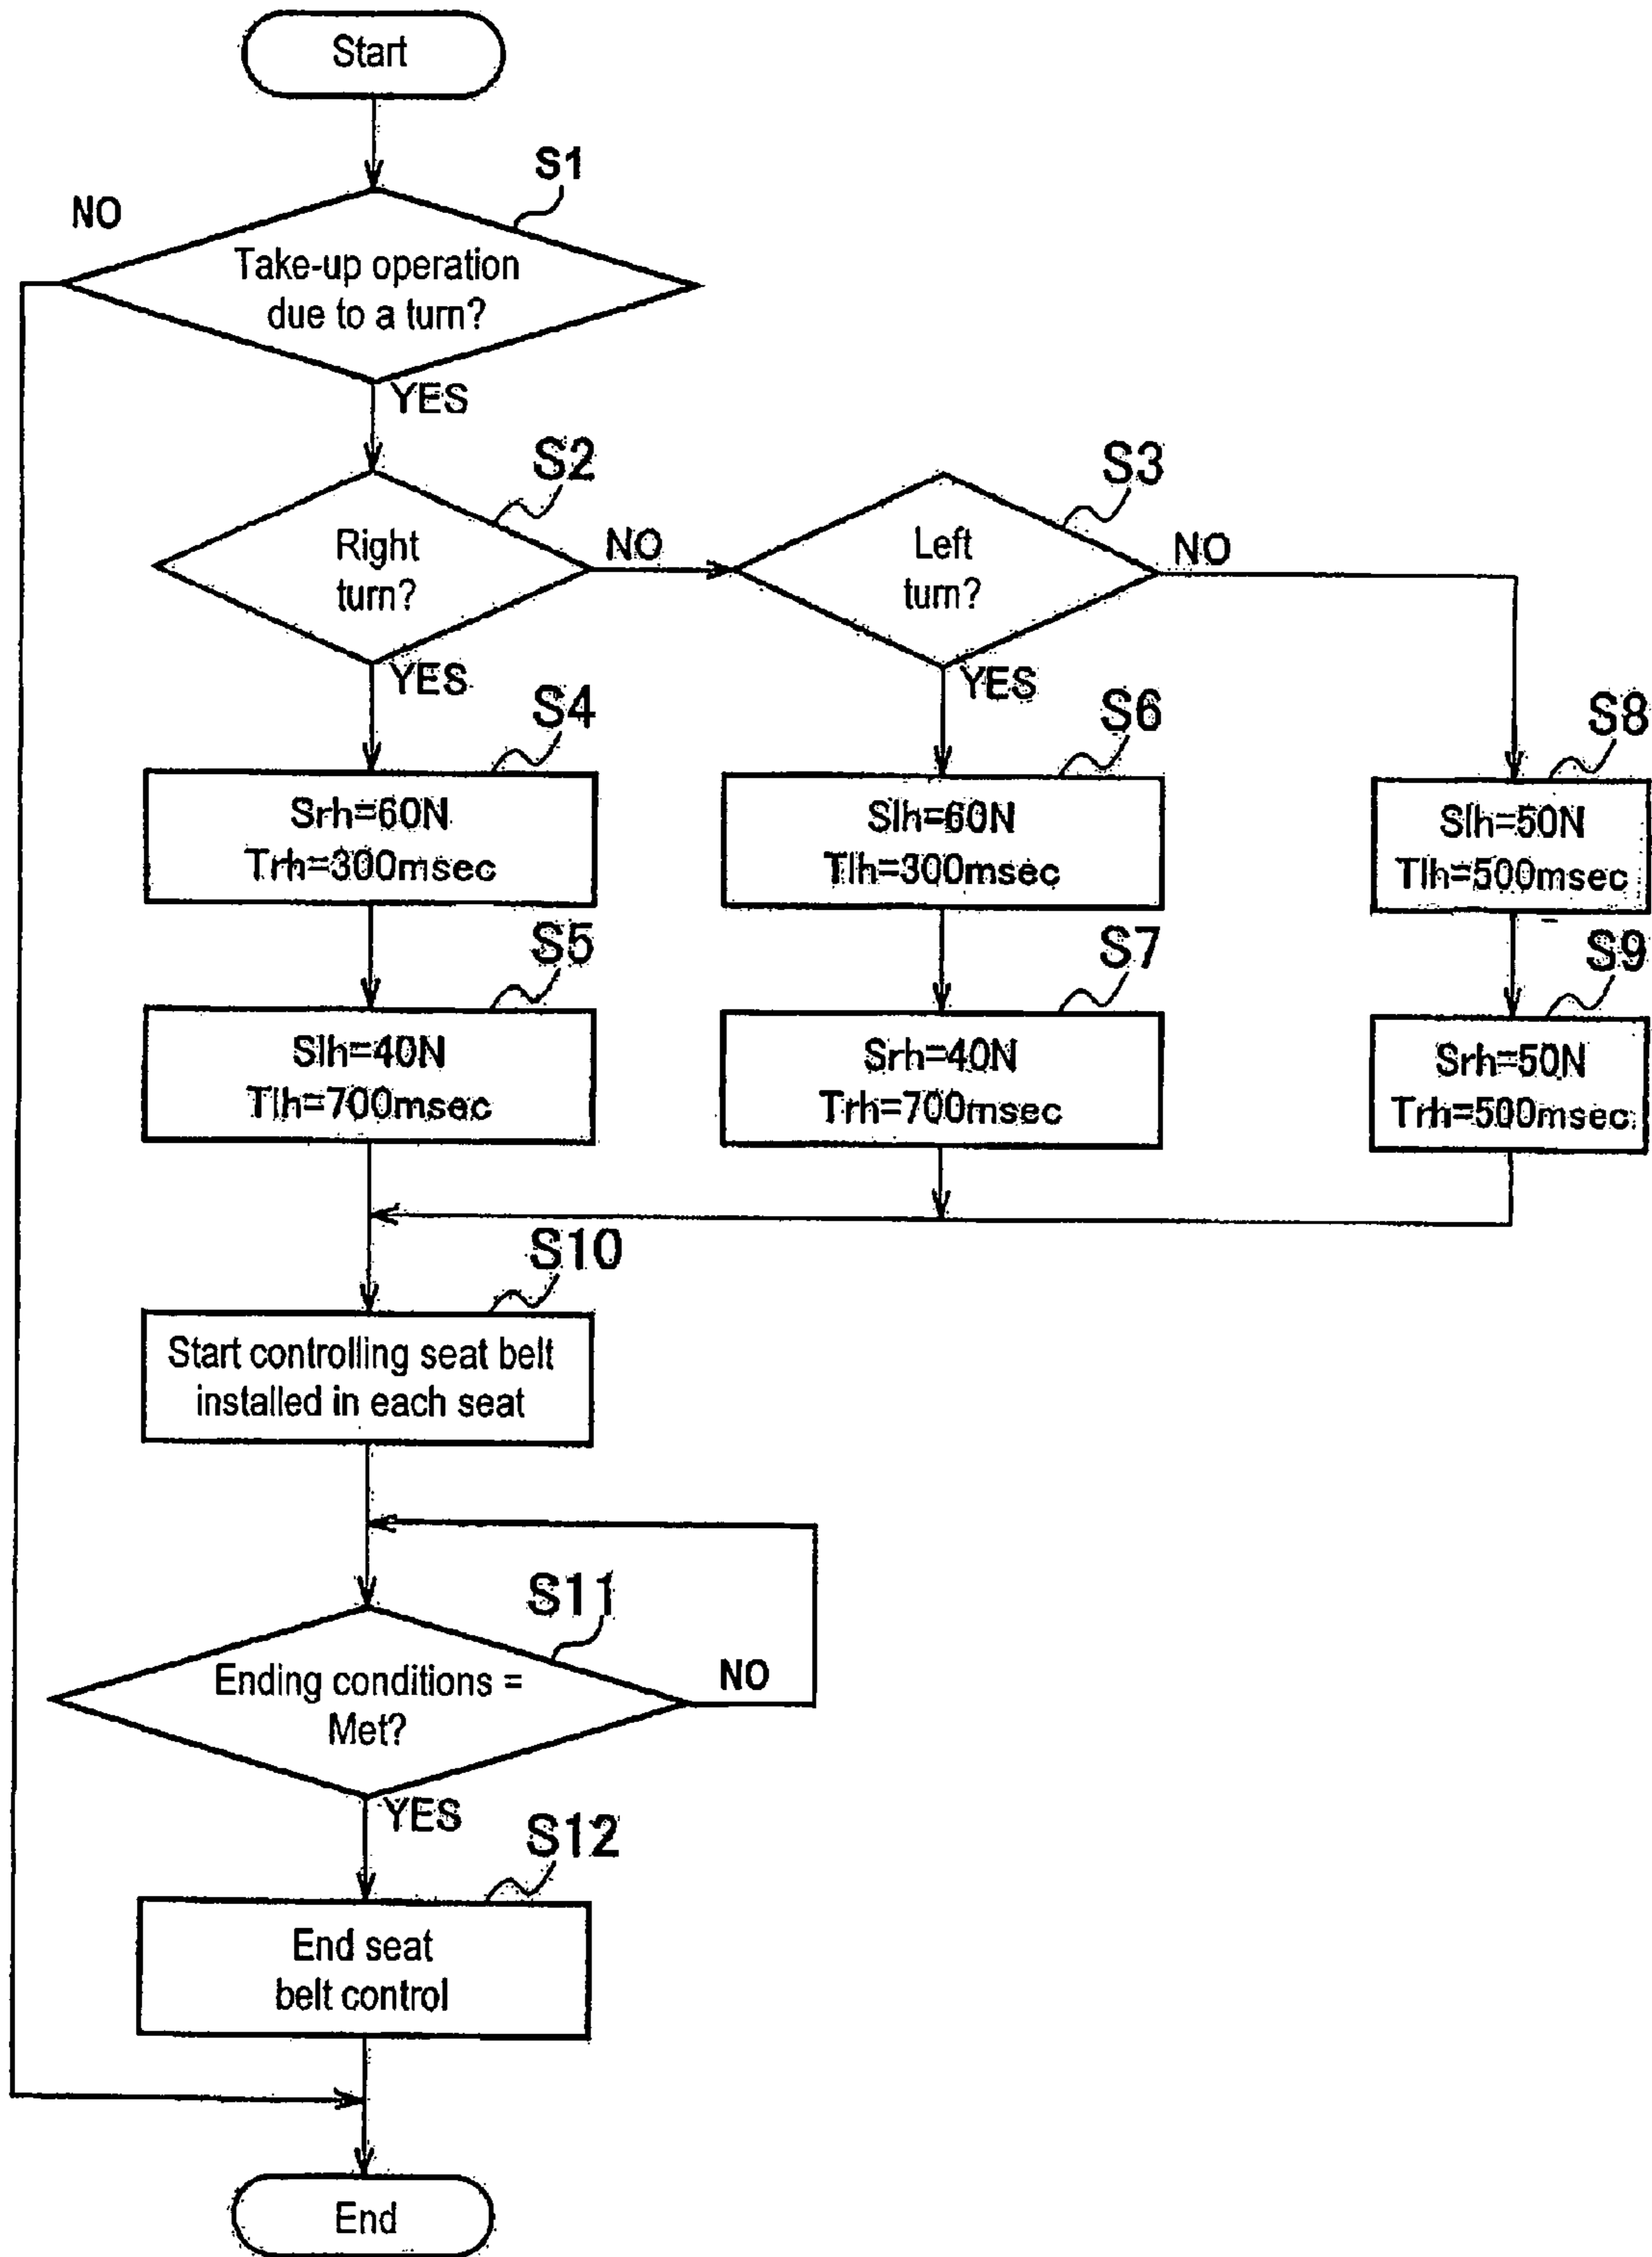 Start
S1
NO
Take-up operation
due to a turn?
YES
S2
Right
turn?
NO
S3
Left
turn?
NO
YES
YES
S4
Srh=60N
Trh=300msec
S6
Slh=60N
Tlh=300msec
S8
Slh=50N
Tlh=500msec
S5
Slh=40N
Tlh=700msec
S7
Srh=40N
Trh=700msec
S9
Srh=50N
Trh=500msec
S10
Start controlling seat belt
installed in each seat
S11
Ending conditions =
Met?
NO
YES
S12
End seat
belt control
End